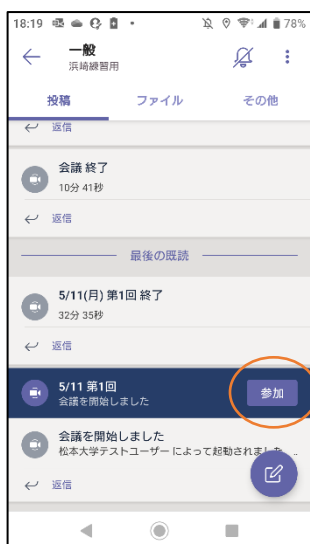 18:19
78%
一般
浜崎練習用
投稿 ファイル その他
返信
会議 終了
10分 41秒
返信
最後の既読
5/11(月) 第1回 終了
32分 35秒
返信
5/11 第1回
会議を開始しました
参加
会議を開始しました
松本大学テストユーザー によって起動されました
返信